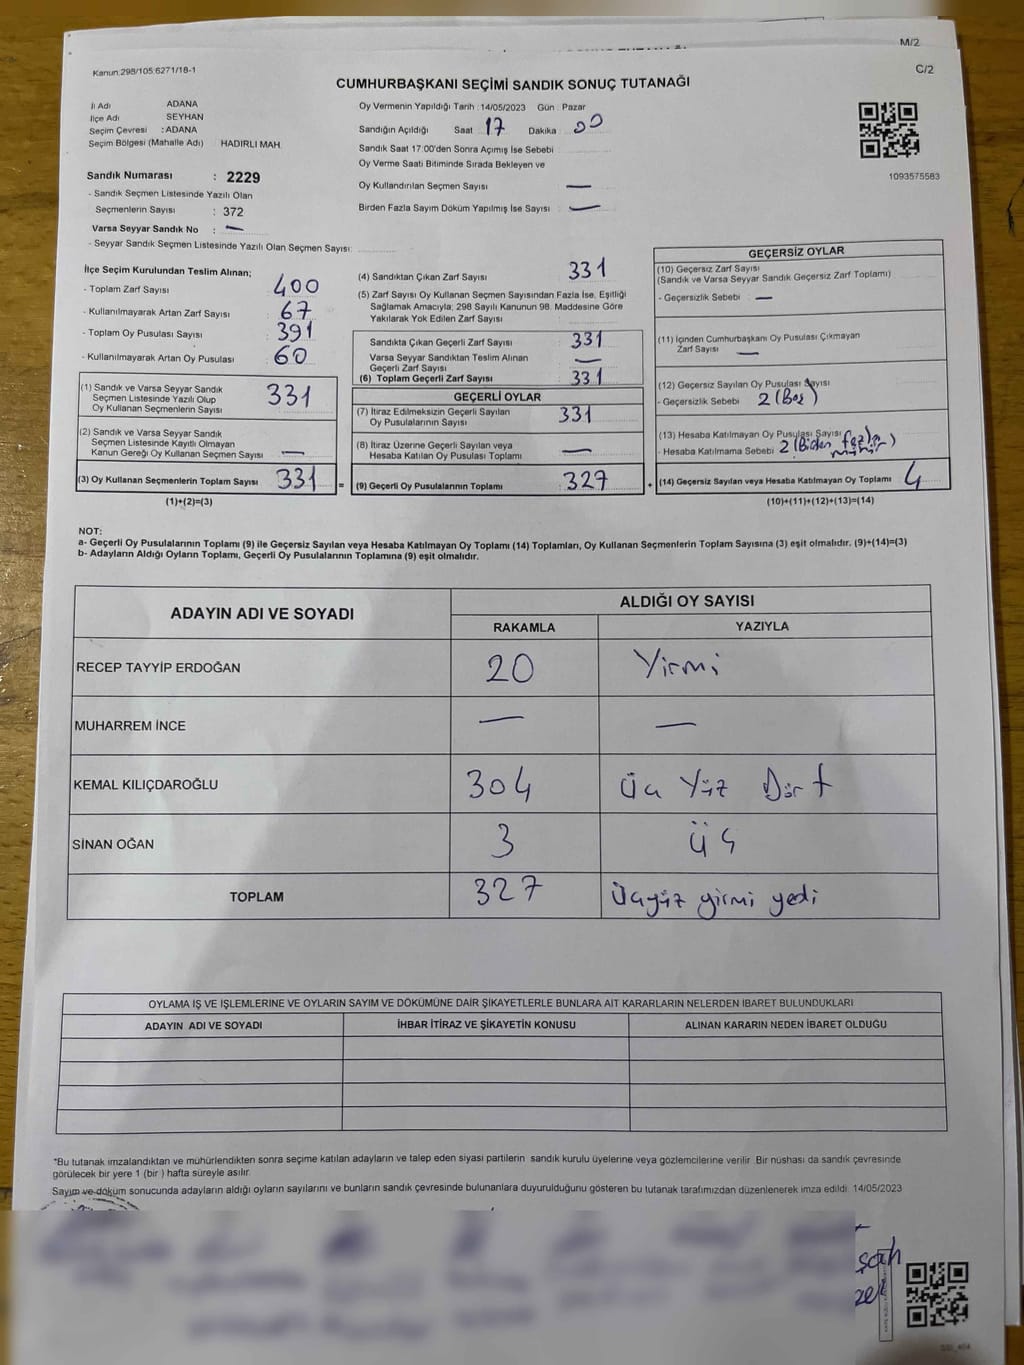 M/2
C/2
Kanun:298/105:6271/18-1
CUMHURBAŞKANI SEÇİMİ SANDIK SONUÇ TUTANAĞI
İl Adı ADANA
İlçe Adı SEYHAN
Seçim Çevresi : ADANA
Seçim Bölgesi (Mahalle Adı) HADIRLI MAH.
Sandık Numarası : 2229
- Sandık Seçmen Listesinde Yazılı Olan
Seçmenlerin Sayısı : 372
Varsa Seyyar Sandık No : —
- Seyyar Sandık Seçmen Listesinde Yazılı Olan Seçmen Sayısı:
Oy Vermenin Yapıldığı Tarih : 14/05/2023 Gün : Pazar
Sandığın Açıldığı Saat 17 Dakika : 00
Sandık Saat 17:00'den Sonra Açımış İse Sebebi
Oy Verme Saati Bitiminde Sırada Bekleyen ve
Oy Kullandırılan Seçmen Sayısı —
Birden Fazla Sayım Döküm Yapılmış İse Sayısı —
1093575583
İlçe Seçim Kurulundan Teslim Alınan;
- Toplam Zarf Sayısı : 400
- Kullanılmayarak Artan Zarf Sayısı : 67
- Toplam Oy Pusulası Sayısı : 391
- Kullanılmayarak Artan Oy Pusulası : 60
(1) Sandık ve Varsa Seyyar Sandık
Seçmen Listesinde Yazılı Olup
Oy Kullanan Seçmenlerin Sayısı 331
(2) Sandık ve Varsa Seyyar Sandık
Seçmen Listesinde Kayıtlı Olmayan
Kanun Gereği Oy Kullanan Seçmen Sayısı —
(3) Oy Kullanan Seçmenlerin Toplam Sayısı 331 =
(1)+(2)=(3)
(4) Sandıktan Çıkan Zarf Sayısı 331
(5) Zarf Sayısı Oy Kullanan Seçmen Sayısından Fazla İse, Eşitliği
Sağlamak Amacıyla; 298 Sayılı Kanunun 98. Maddesine Göre
Yakılarak Yok Edilen Zarf Sayısı
Sandıkta Çıkan Geçerli Zarf Sayısı 331
Varsa Seyyar Sandıktan Teslim Alınan
Geçerli Zarf Sayısı —
(6) Toplam Geçerli Zarf Sayısı 331
GEÇERLİ OYLAR
(7) İtiraz Edilmeksizin Geçerli Sayılan
Oy Pusulasının Sayısı 331
(8) İtiraz Üzerine Geçerli Sayılan veya
Hesaba Katılan Oy Pusulası Toplamı —
(9) Geçerli Oy Pusulalarının Toplamı 327 +
GEÇERSİZ OYLAR
(10) Geçersiz Zarf Sayısı
(Sandık ve Varsa Seyyar Sandık Geçersiz Zarf Toplamı)
- Geçersizlik Sebebi —
(11) İçinden Cumhurbaşkanı Oy Pusulası Çıkmayan
Zarf Sayısı —
(12) Geçersiz Sayılan Oy Pusulası Sayısı
- Geçersizlik Sebebi 2 (Boş)
(13) Hesaba Katılmayan Oy Pusulası Sayısı
- Hesaba Katılmama Sebebi 2 (Biden fazla mühür)
(14) Geçersiz Sayılan veya Hesaba Katılmayan Oy Toplamı 4
(10)+(11)+(12)+(13)=(14)
NOT:
a- Geçerli Oy Pusulalarının Toplamı (9) ile Geçersiz Sayılan veya Hesaba Katılmayan Oy Toplamı (14) Toplamları, Oy Kullanan Seçmenlerin Toplam Sayısına (3) eşit olmalıdır. (9)+(14)=(3)
b- Adayların Aldığı Oyların Toplamı, Geçerli Oy Pusulalarının Toplamına (9) eşit olmalıdır.
ADAYIN ADI VE SOYADI ALDIĞI OY SAYISI
RAKAMLA YAZIYLA
RECEP TAYYİP ERDOĞAN 20 Yirmi
MUHARREM İNCE — —
KEMAL KILIÇDAROĞLU 304 Üç Yüz Dört
SİNAN OĞAN 3 üç
TOPLAM 327 Üçyüz yirmi yedi
OYLAMA İŞ VE İŞLEMLERİNE VE OYLARIN SAYIM VE DÖKÜMÜNE DAİR ŞİKAYETLERLE BUNLARA AİT KARARLARIN NELERDEN İBARET BULUNDUKLARI
ADAYIN ADI VE SOYADI İHBAR İTİRAZ VE ŞİKAYETİN KONUSU ALINAN KARARIN NEDEN İBARET OLDUĞU
*Bu tutanak imzalandıktan ve mühürlendikten sonra seçime katılan adayların ve talep eden siyasi partilerin sandık kurulu üyelerine veya gözlemcilerine verilir. Bir nüshası da sandık çevresinde
görülecek bir yere 1 (bir ) hafta süreyle asılır.
Sayım ve döküm sonucunda adayların aldığı oyların sayılarını ve bunların sandık çevresinde bulunanlara duyurulduğunu gösteren bu tutanak tarafımızdan düzenlenerek imza edildi. 14/05/2023